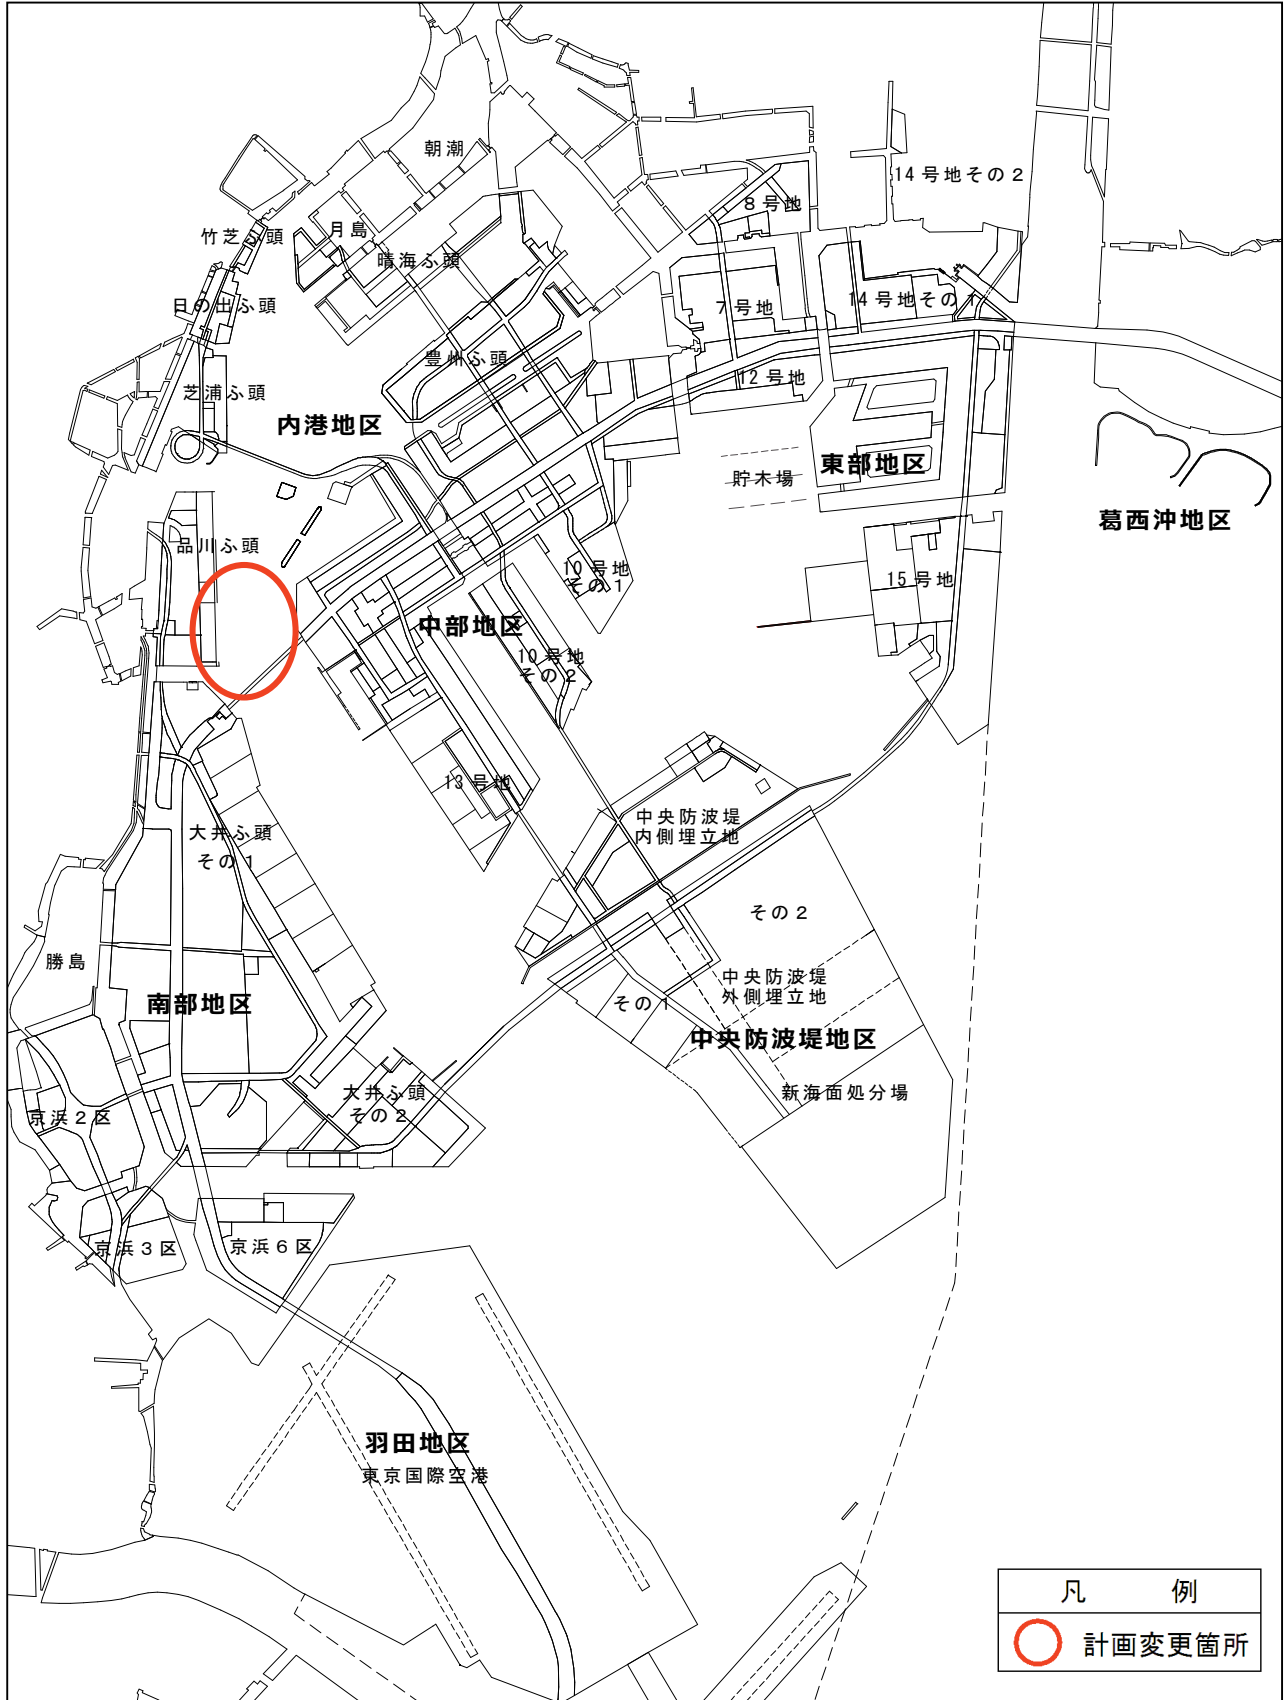 朝潮
14号地その2
8号地
竹芝ふ頭
月島
晴海ふ頭
日の出ふ頭
7号地
14号地その1
豊州ふ頭
12号地
芝浦ふ頭
内港地区
東部地区
貯木場
葛西沖地区
品川ふ頭
10号地
その1
15号地
中部地区
10号地
その2
13号地
中央防波堤
内側埋立地
大井ふ頭
その1
その2
勝島
中央防波堤
外側埋立地
南部地区
その1
中央防波堤地区
新海面処分場
大井ふ頭
その2
京浜2区
京浜3区
京浜6区
羽田地区
東京国際空港
凡例
計画変更箇所